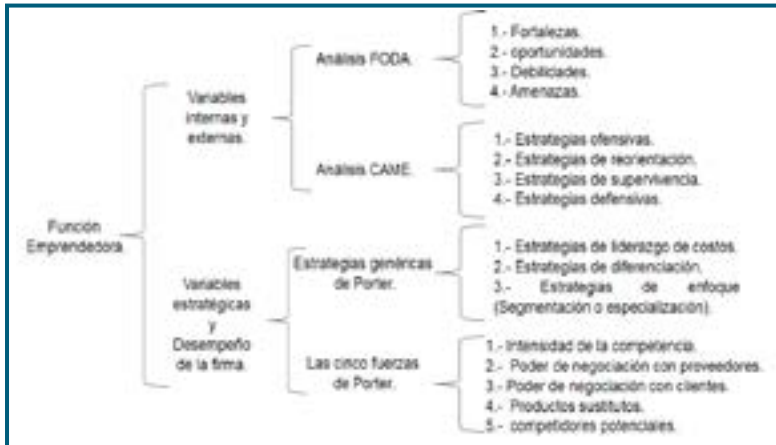 Función
Emprendedora
Variables
internas y
externas.
Análisis FODA.
1.- Fortalezas.
2.- oportunidades.
3.- Debilidades.
4.- Amenazas.
Análisis CAME.
1.- Estrategias ofensivas.
2.- Estrategias de reorientación.
3.- Estrategias de supervivencia.
4.- Estrategias defensivas.
Variables
estratégicas
y
Desempeño
de la firma.
Estrategias genéricas
de Porter.
1.- Estrategias de liderazgo de costos.
2.- Estrategias de diferenciación.
3.- Estrategias de enfoque
(Segmentación o especialización).
Las cinco fuerzas
de Porter.
1.- Intensidad de la competencia.
2.- Poder de negociación con proveedores.
3.- Poder de negociación con clientes.
4.- Productos sustitutos.
5.- competidores potenciales.